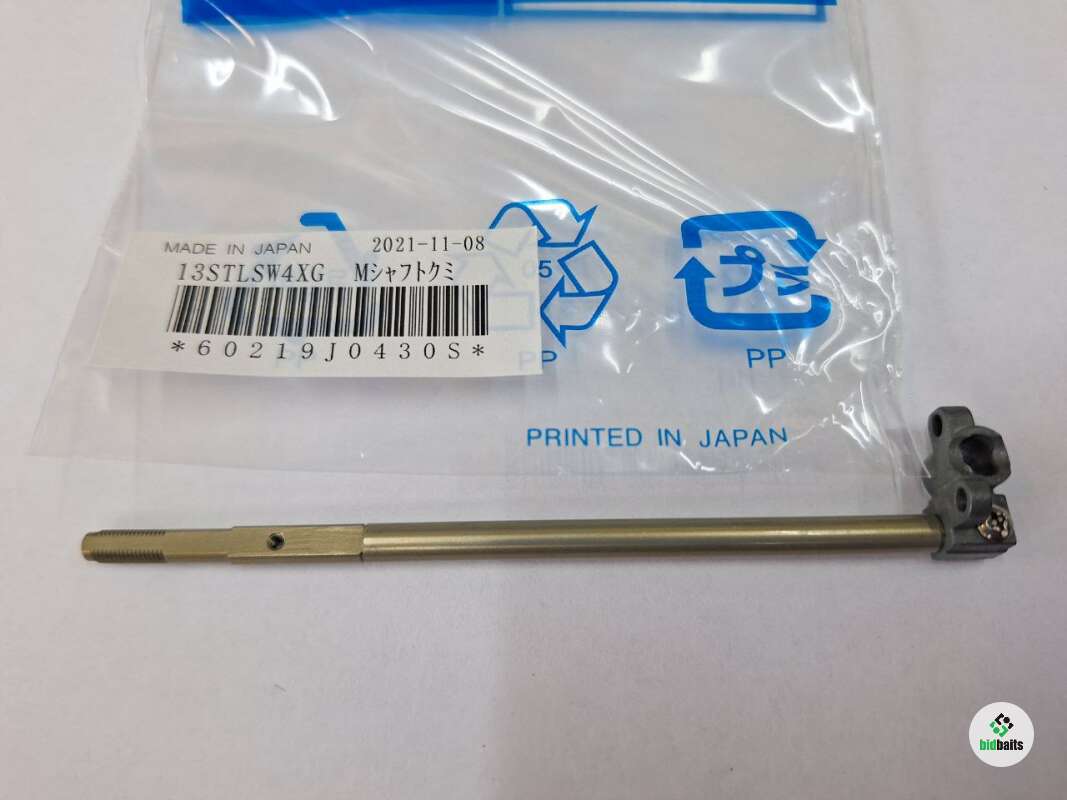 MADE IN JAPAN 2021-11-08
13STLSW4XG Mシャフトクミ
*60219J0430S*
05
プラ
PP
PP
PRINTED IN JAPAN
bidbaits